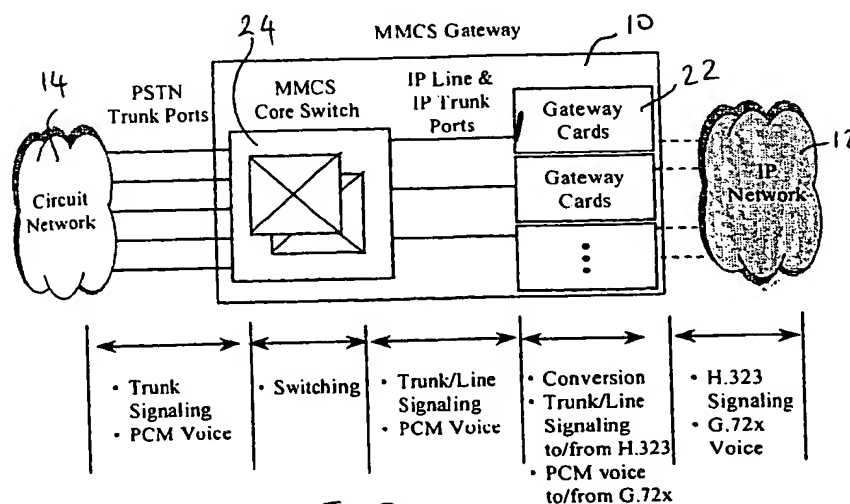 MMCS Gateway
24
10
14
PSTN
Trunk Ports
MMCS
Core Switch
IP Line &
IP Trunk
Ports
22
Gateway
Cards
Circuit
Network
Gateway
Cards
IP
Network
12
• Trunk
Signaling
• PCM Voice
• Switching
• Trunk/Line
Signaling
• PCM Voice
• Conversion
• Trunk/Line
Signaling
to/from H.323
• PCM voice
to/from G.72x
• H.323
Signaling
• G.72x
Voice